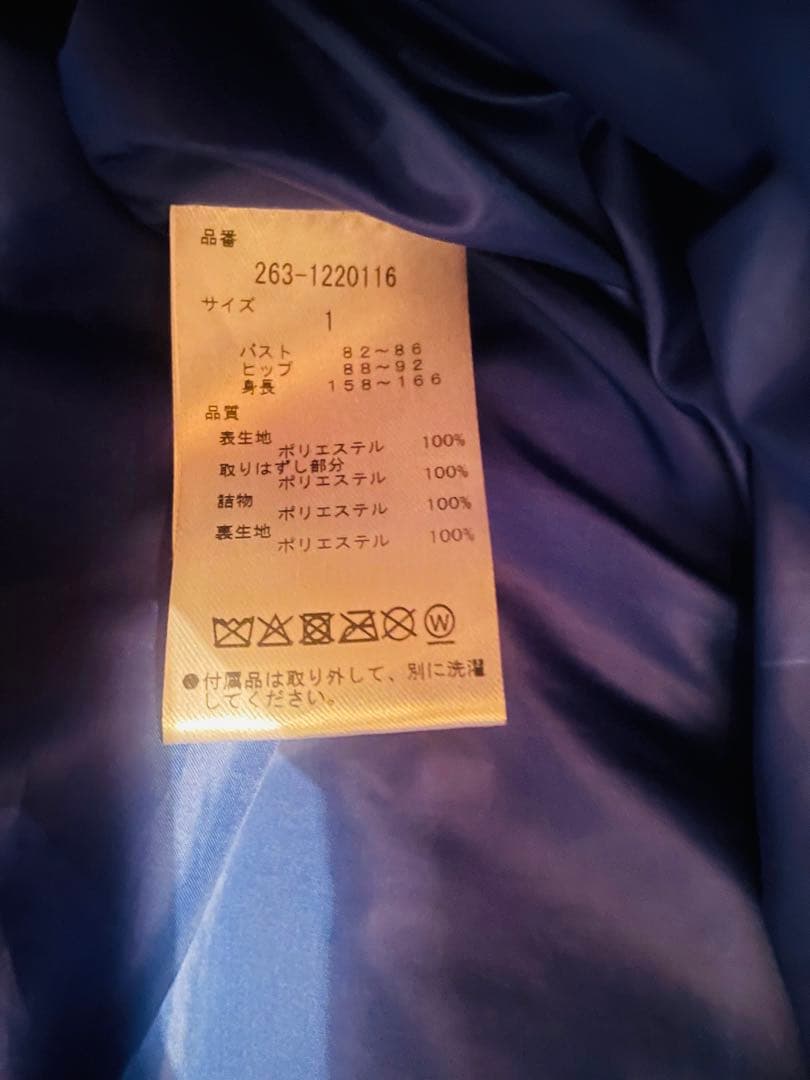 品番
263-1220116
サイズ
1
バスト 82〜86
ヒップ 88〜92
身長 158〜166
品質
表生地
ポリエステル 100%
取りはずし部分
ポリエステル 100%
詰物
ポリエステル 100%
裏生地
ポリエステル 100%
W
●付属品は取り外して、別に洗濯
してください。